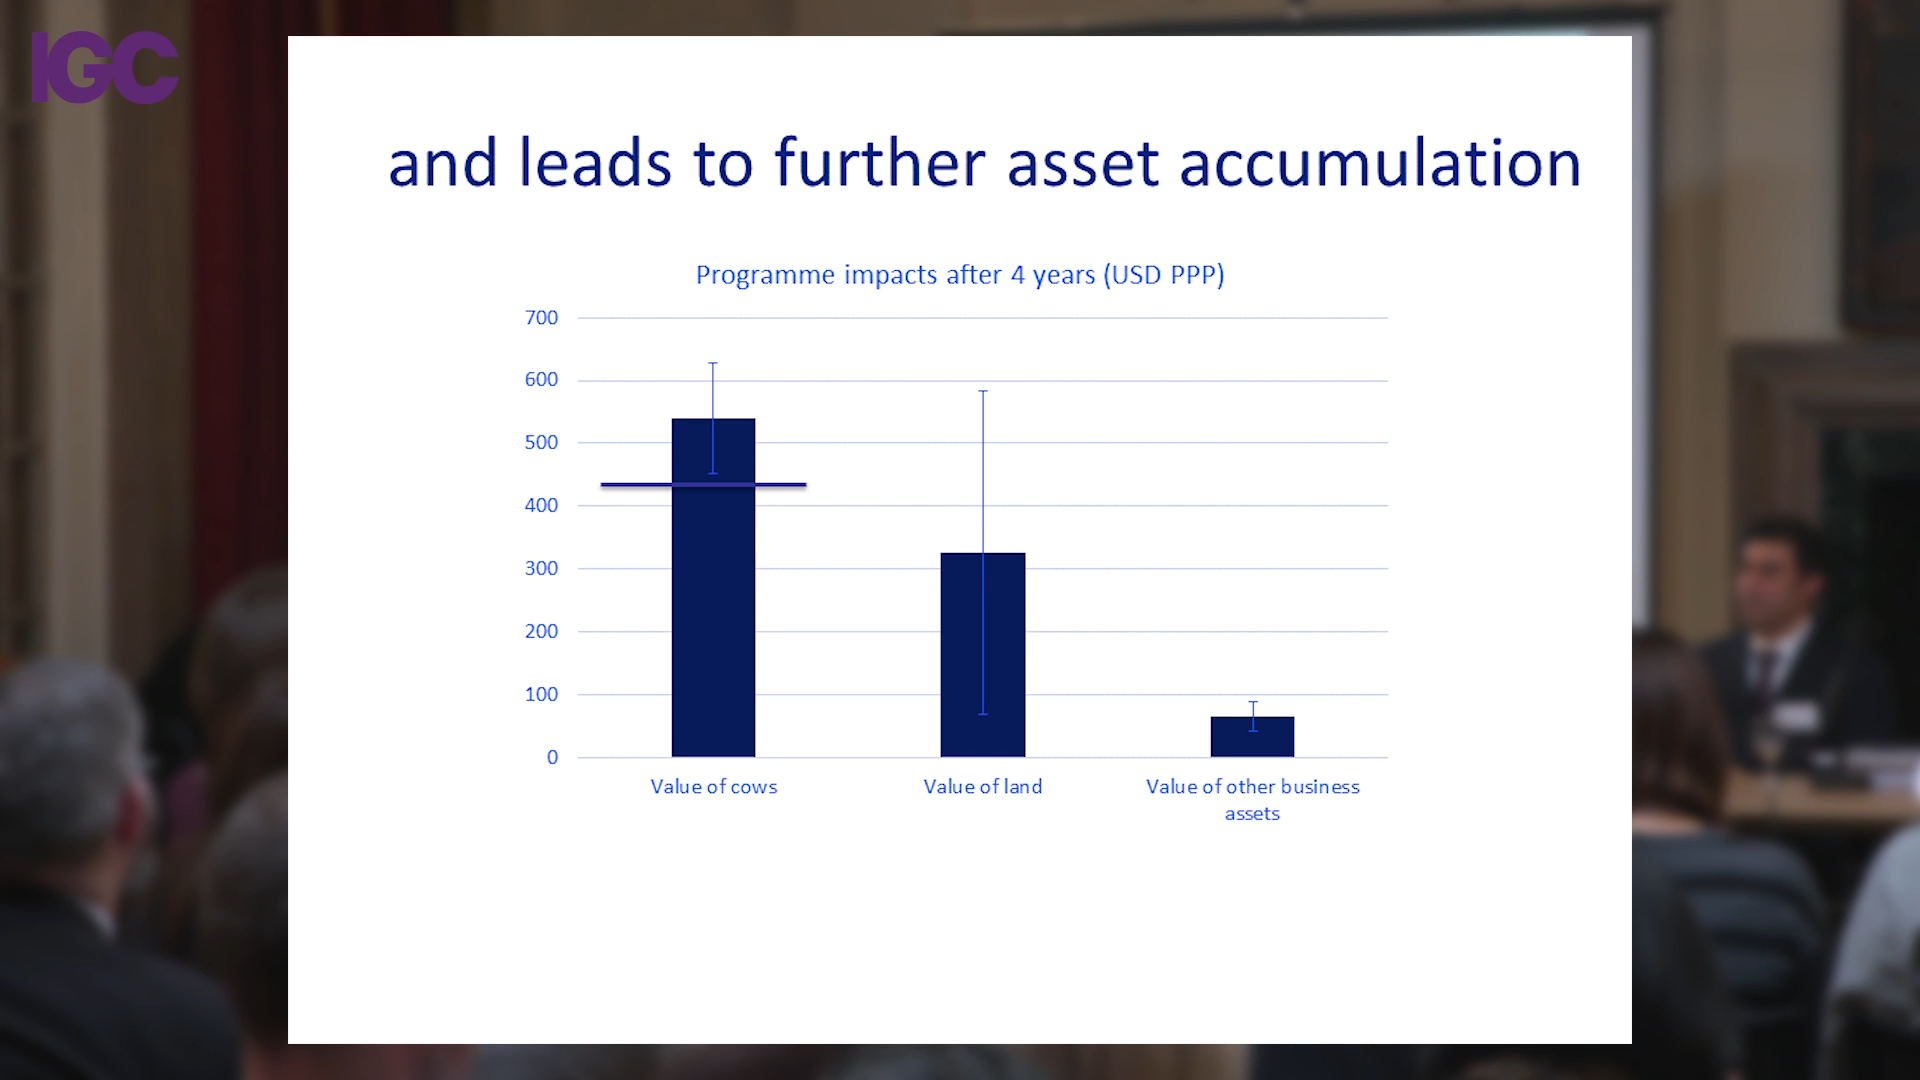 IGC
and leads to further asset accumulation
Programme impacts after 4 years (USD PPP)
700
600
500
400
300
200
100
0
Value of cows
Value of land
Value of other business
assets